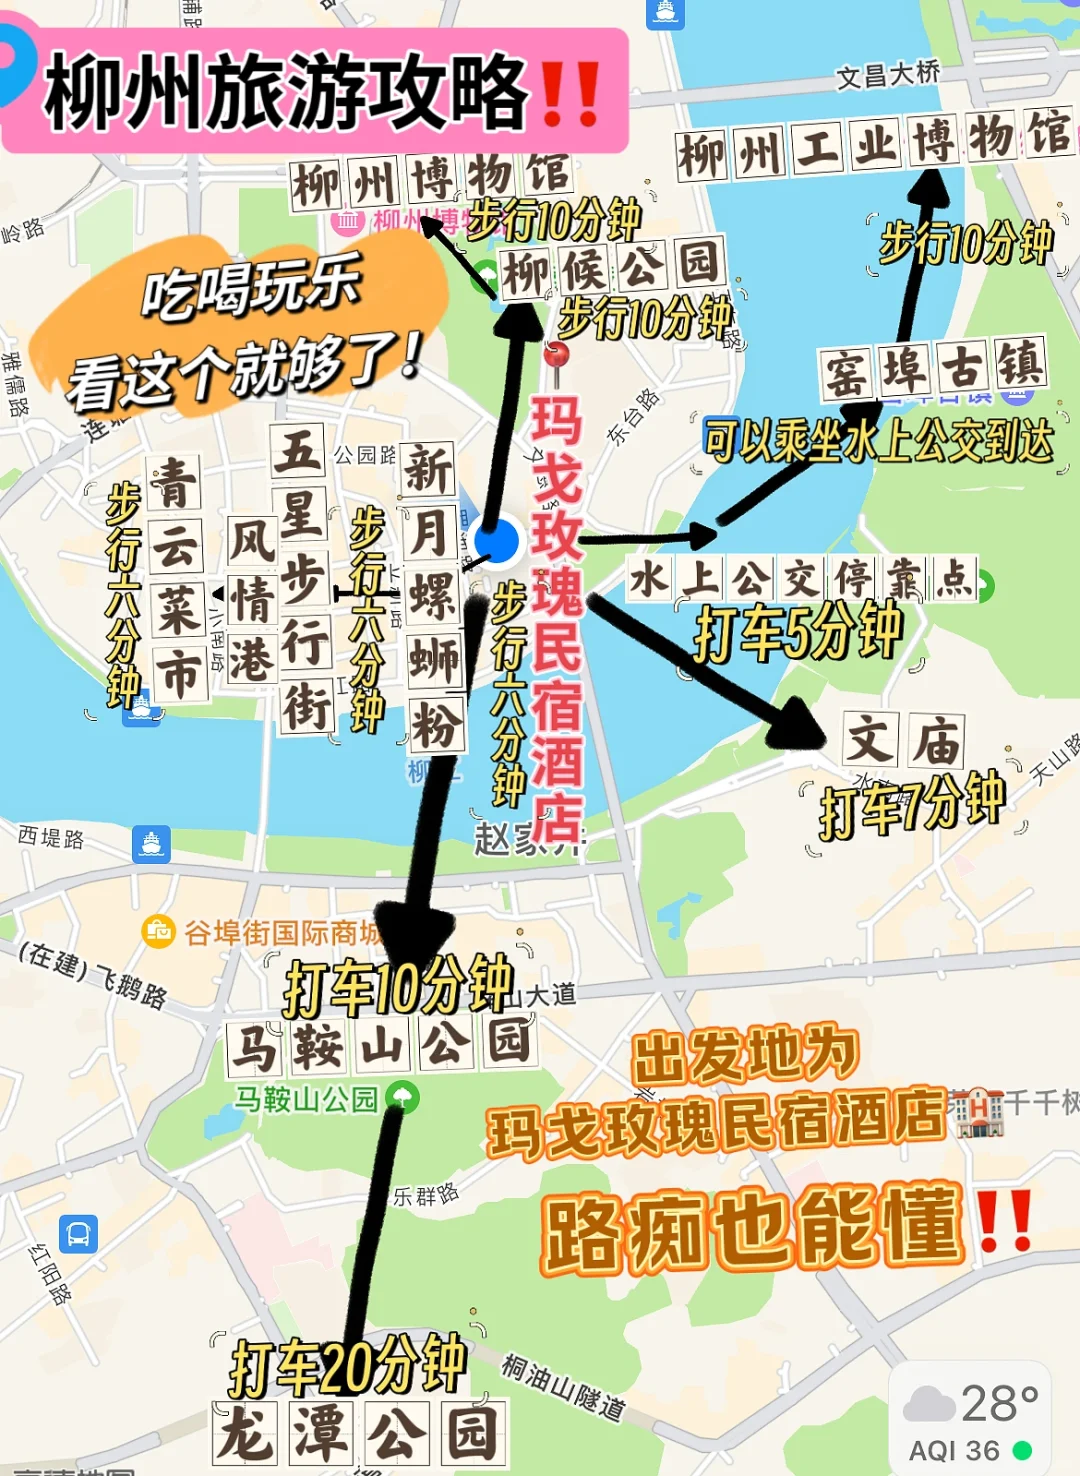 柳州旅游攻略‼️
文昌大桥
柳州工业博物馆
柳州博物馆
柳州博物
步行10分钟
步行10分钟
岭路
柳候公园
吃喝玩乐
看这个就够了!
步行10分钟
窑埠古镇
雅儒路
可以乘坐水上公交到达
东台路
公园路
玛戈玫瑰民宿酒店
青云菜市
步行六分钟
风情港
五星步行街
步行六分钟
新月螺蛳粉
步行六分钟
水上公交停靠点
打车5分钟
文庙
打车7分钟
天山路
柳江
西堤路
赵家井
谷埠街国际商城
(在建)飞鹅路
打车10分钟
山大道
马鞍山公园
马鞍山公园
出发地为
玛戈玫瑰民宿酒店🏨
千千树
路痴也能懂‼️
乐群路
红阳路
打车20分钟
桐油山隧道
龙潭公园
28°
AQI 36